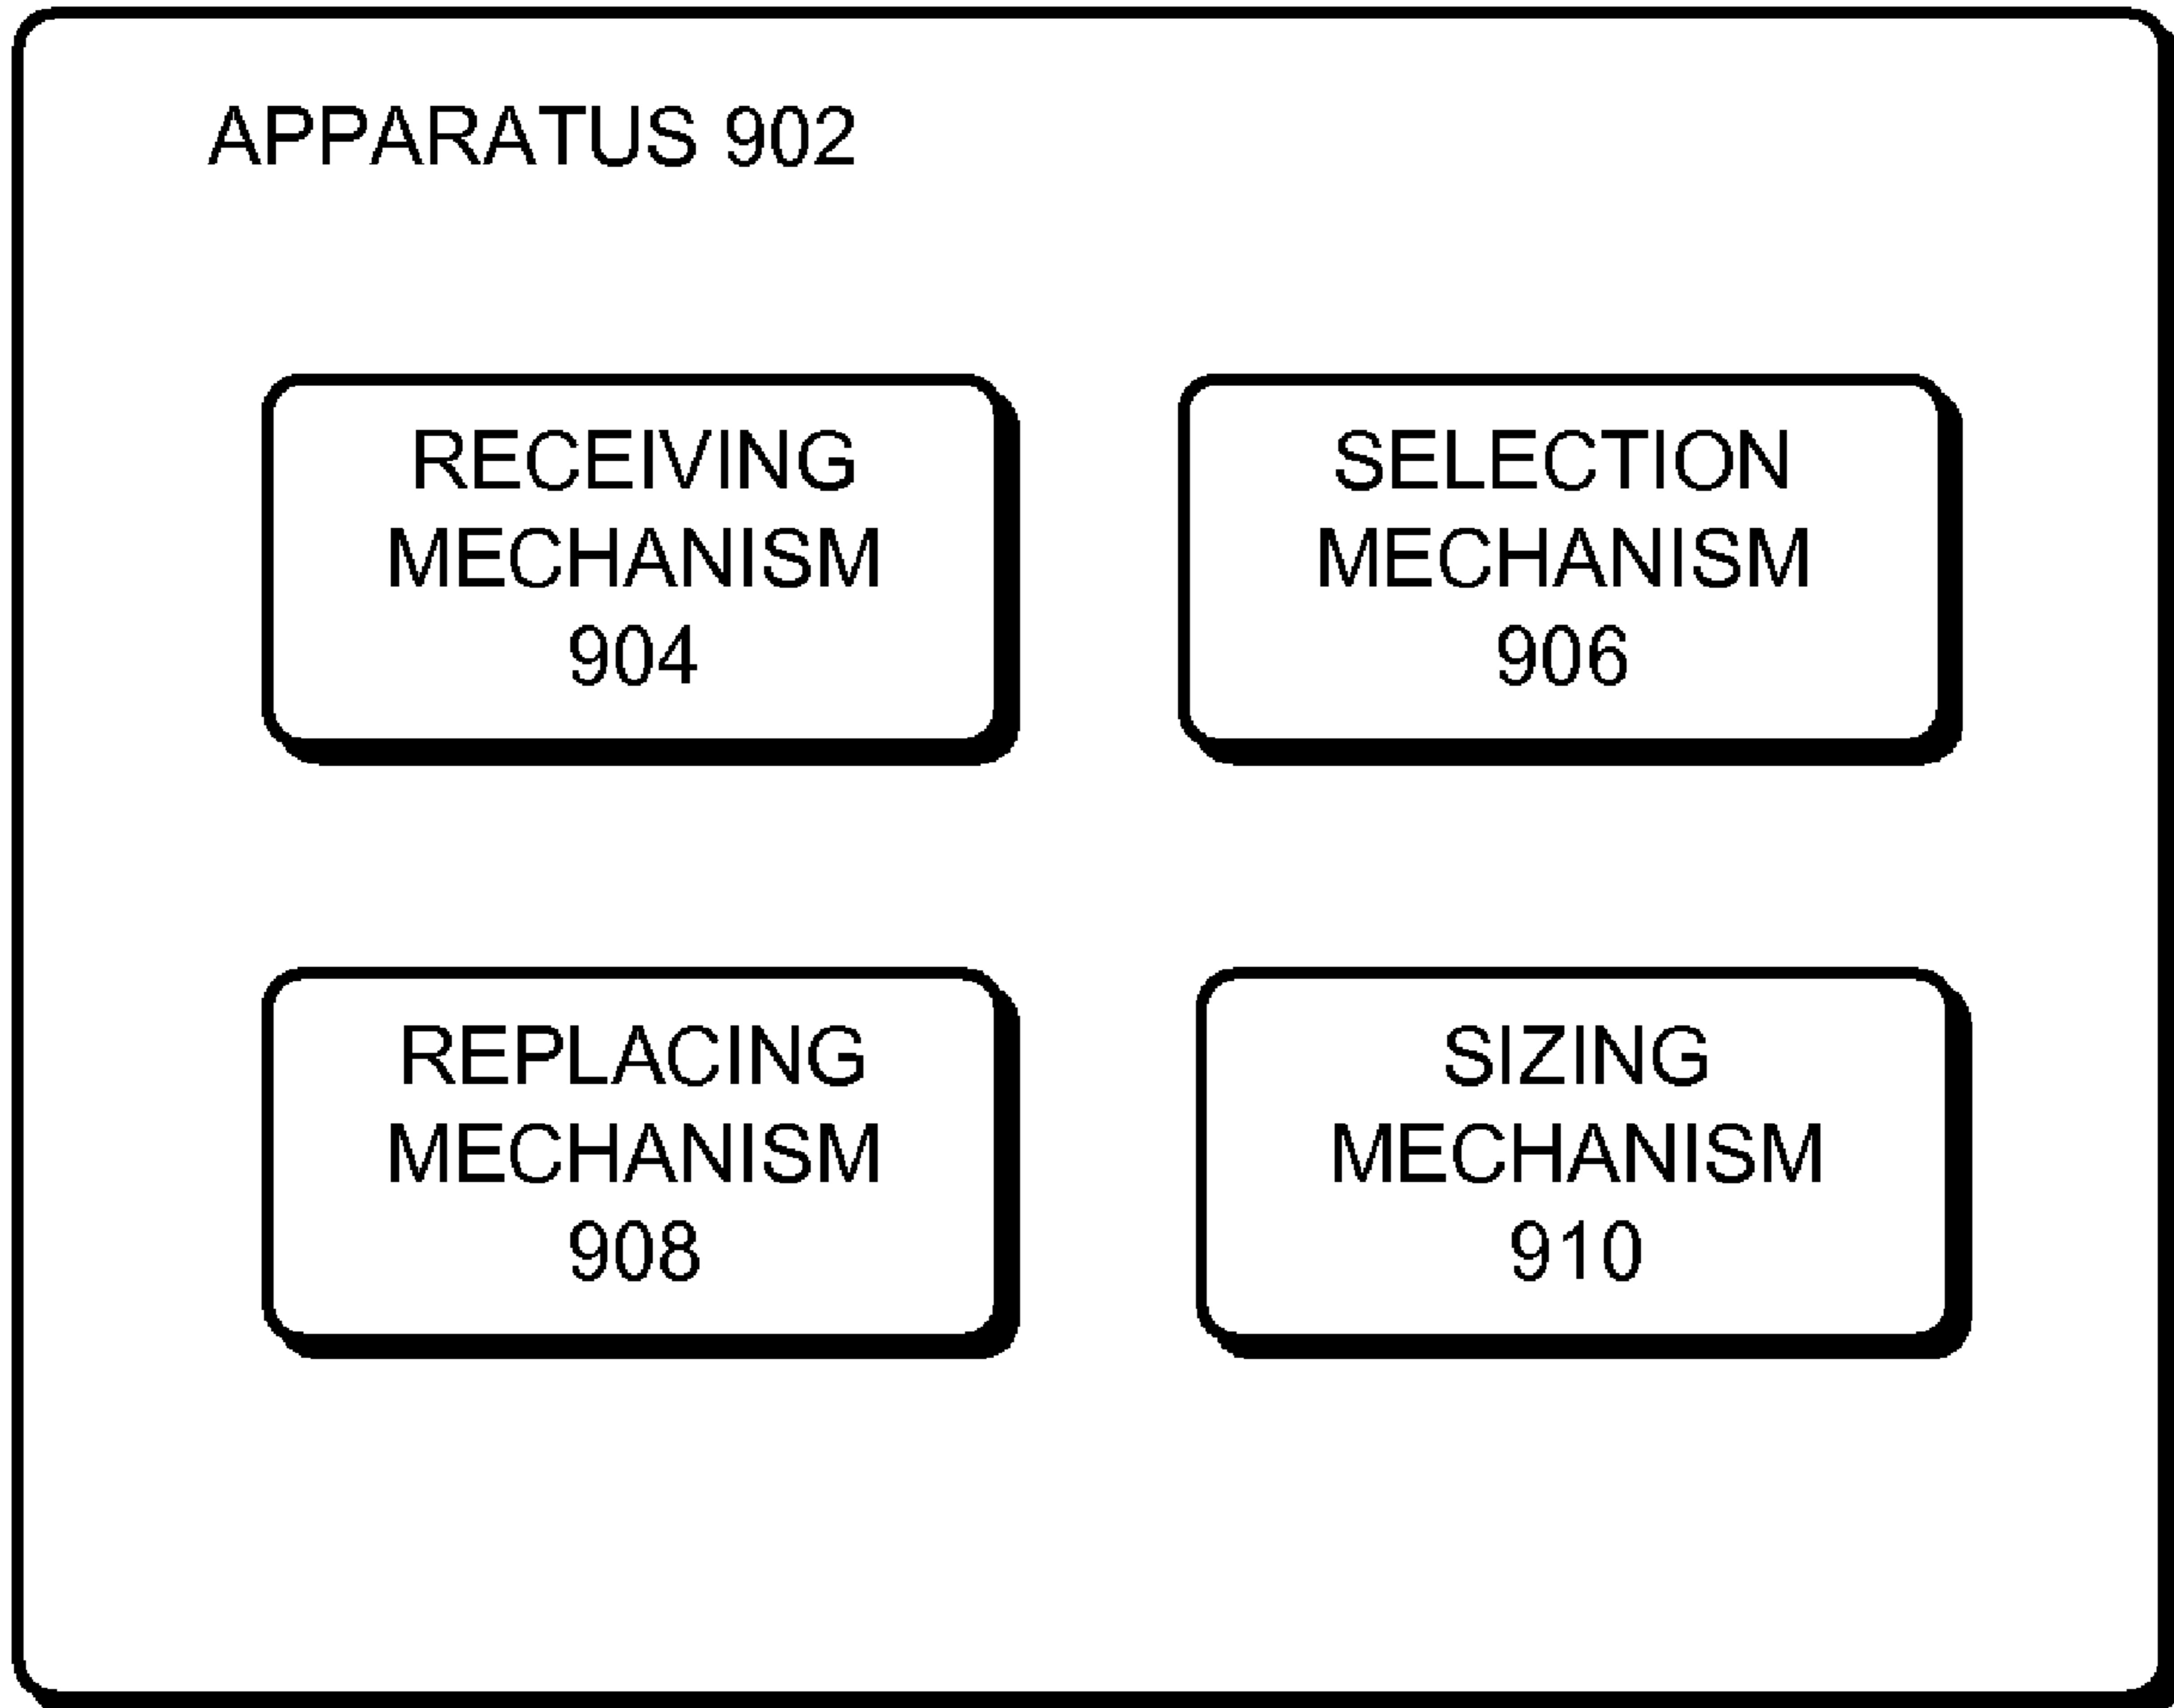 APPARATUS 902
RECEIVING
MECHANISM
904
SELECTION
MECHANISM
906
REPLACING
MECHANISM
908
SIZING
MECHANISM
910